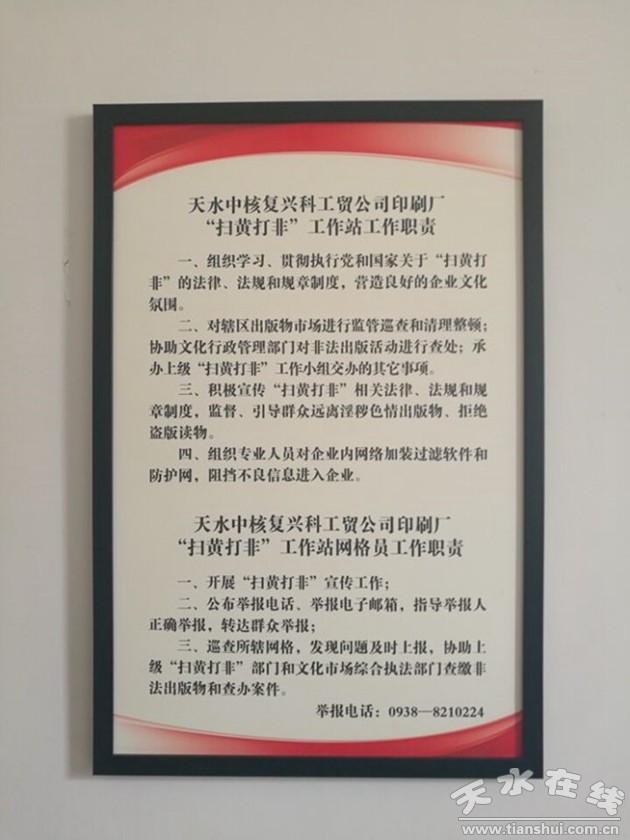 天水中核复兴科工贸公司印刷厂
“扫黄打非”工作站工作职责
一、组织学习、贯彻执行党和国家关于“扫黄打
非”的法律、法规和规章制度，营造良好的企业文化
氛围。
二、对辖区出版物市场进行监管巡查和清理整顿；
协助文化行政管理部门对非法出版活动进行查处；承
办上级“扫黄打非”工作小组交办的其它事项。
三、积极宣传“扫黄打非”相关法律、法规和规
章制度，监督、引导群众远离淫秽色情出版物、拒绝
盗版读物。
四、组织专业人员对企业内网络加装过滤软件和
防护网，阻挡不良信息进入企业。
天水中核复兴科工贸公司印刷厂
“扫黄打非”工作站网格员工作职责
一、开展“扫黄打非”宣传工作；
二、公布举报电话、举报电子邮箱，指导举报人
正确举报，转达群众举报；
三、巡查所辖网格，发现问题及时上报，协助上
级“扫黄打非”部门和文化市场综合执法部门查缴非
法出版物和查办案件。
举报电话：0938—8210224
天水在线
www.tianshui.com.cn